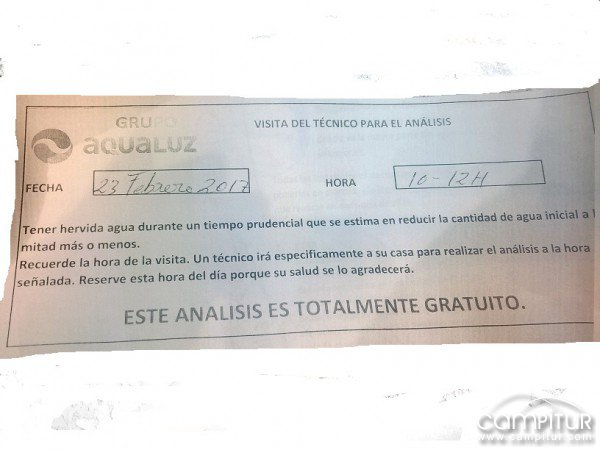 GRUPO
aqualuz
VISITA DEL TÉCNICO PARA EL ANÁLISIS
FECHA 23 Febrero 2017 HORA 10-12H
Tener hervida agua durante un tiempo prudencial que se estima en reducir la cantidad de agua inicial a l
mitad más o menos.
Recuerde la hora de la visita. Un técnico irá especificamente a su casa para realizar el análisis a la hora
señalada. Reserve esta hora del día porque su salud se lo agradecerá.
ESTE ANALISIS ES TOTALMENTE GRATUITO.
campitur
www.campitur.com